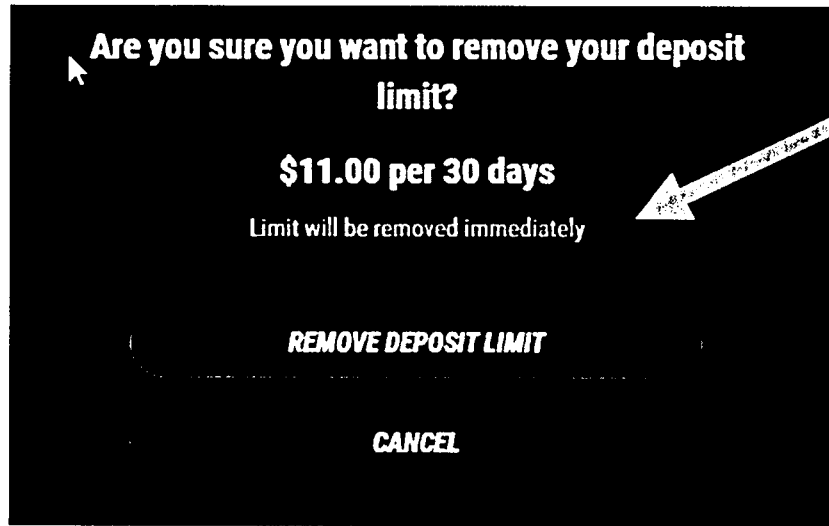 Are you sure you want to remove your deposit
limit?
$11.00 per 30 days
Limit will be removed immediately
REMOVE DEPOSIT LIMIT
CANCEL